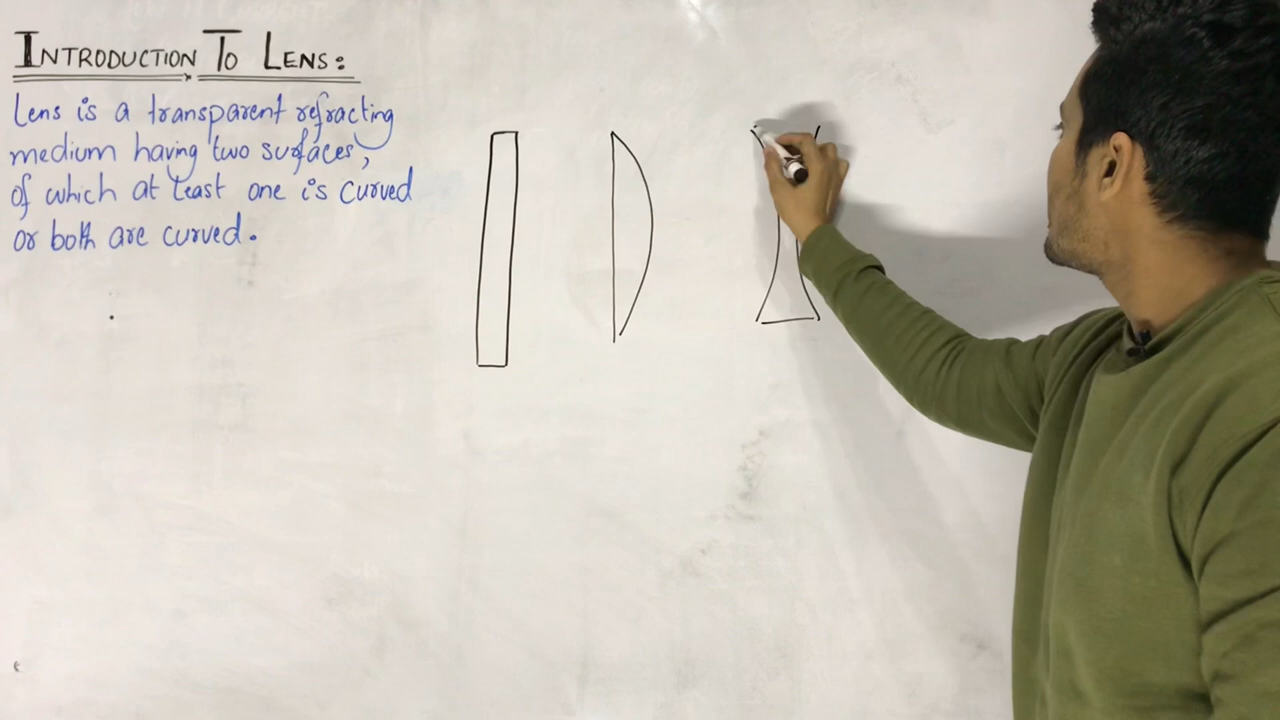 INTRODUCTION TO LENS:
Lens is a transparent refracting
medium having two surfaces,
of which at least one is curved
or both are curved.